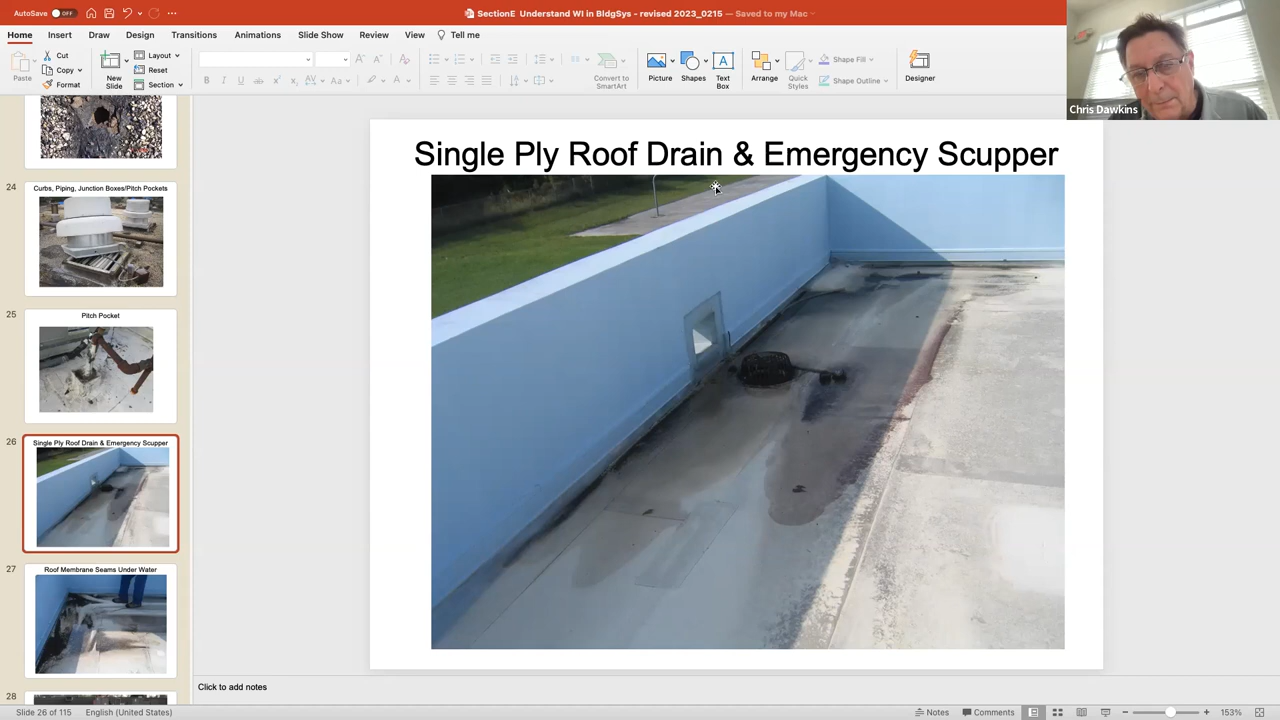 AutoSave OFF
SectionE Understand WI in BldgSys - revised 2023_0215 — Saved to my Mac
Home Insert Draw Design Transitions Animations Slide Show Review View Tell me
Paste
Cut
Copy
Format
New
Slide
Layout
Reset
Section
Convert to
SmartArt
Picture
Shapes
Text
Box
Arrange
Quick
Styles
Shape Fill
Shape Outline
Designer
Chris Dawkins
24
Curbs, Piping, Junction Boxes/Pitch Pockets
25
Pitch Pocket
26
Single Ply Roof Drain & Emergency Scupper
27
Roof Membrane Seams Under Water
28
Single Ply Roof Drain & Emergency Scupper
Click to add notes
Slide 26 of 115 English (United States) Notes Comments 153%